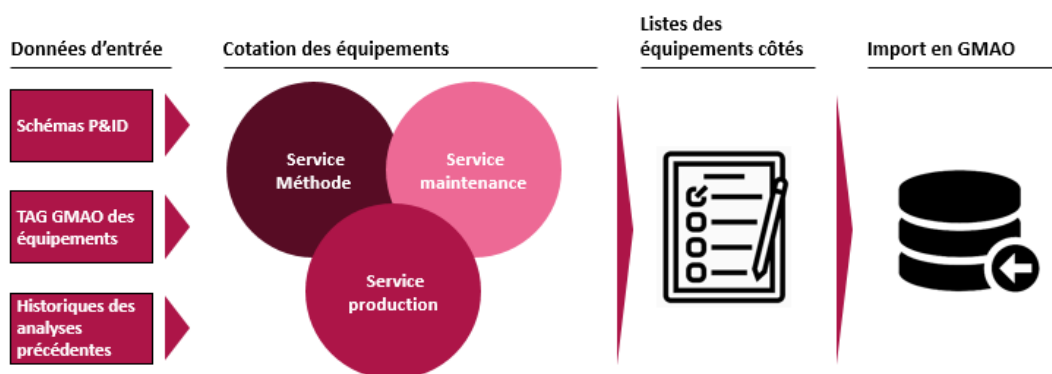 Données d'entrée
Cotation des équipements
Listes des
équipements côtés
Import en GMAO
Schémas P&ID
TAG GMAO des
équipements
Historiques des
analyses
précédentes
Service
Méthode
Service
maintenance
Service
production